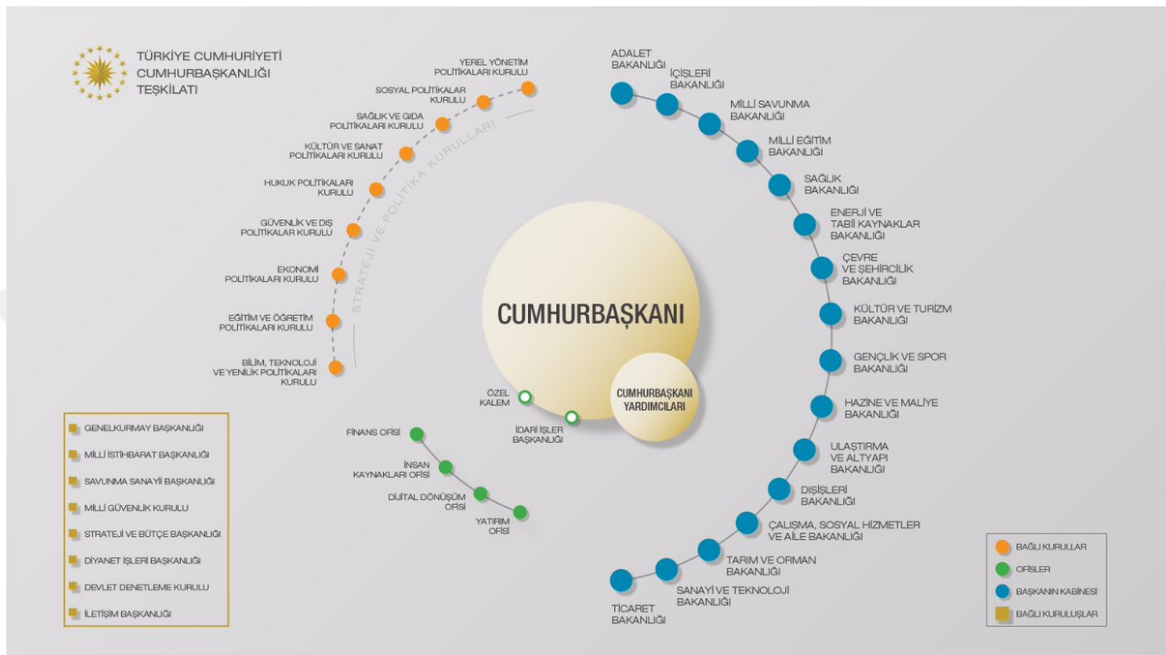 TÜRKİYE CUMHURİYETİ
CUMHURBAŞKANLIĞI
TEŞKİLATI
YEREL YÖNETİM
POLİTİKALARI KURULU
SOSYAL POLİTİKALAR
KURULU
SAĞLIK VE GIDA
POLİTİKALARI KURULU
KÜLTÜR VE SANAT
POLİTİKALARI KURULU
HUKUK POLİTİKALARI
KURULU
GÜVENLİK VE DIŞ
POLİTİKALAR KURULU
EKONOMİ
POLİTİKALARI KURULU
EĞİTİM VE ÖĞRETİM
POLİTİKALARI KURULU
BİLİM, TEKNOLOJİ
VE YENİLİK POLİTİKALARI
KURULU
STRATEJİ VE POLİTİKA KURULLARI
CUMHURBAŞKANI
CUMHURBAŞKANI
YARDIMCILARI
ÖZEL
KALEM
İDARİ İŞLER
BAŞKANLIĞI
FİNANS OFİSİ
İNSAN
KAYNAKLARI OFİSİ
DİJİTAL DÖNÜŞÜM
OFİSİ
YATIRIM
OFİSİ
ADALET
BAKANLIĞI
İÇİŞLERİ
BAKANLIĞI
MİLLİ SAVUNMA
BAKANLIĞI
MİLLİ EĞİTİM
BAKANLIĞI
SAĞLIK
BAKANLIĞI
ENERJİ VE
TABİİ KAYNAKLAR
BAKANLIĞI
ÇEVRE
VE ŞEHİRCİLİK
BAKANLIĞI
KÜLTÜR VE TURİZM
BAKANLIĞI
GENÇLİK VE SPOR
BAKANLIĞI
HAZİNE VE MALİYE
BAKANLIĞI
ULAŞTIRMA
VE ALTYAPI
BAKANLIĞI
DIŞİŞLERİ
BAKANLIĞI
ÇALIŞMA, SOSYAL HİZMETLER
VE AİLE BAKANLIĞI
TARIM VE ORMAN
BAKANLIĞI
SANAYİ VE TEKNOLOJİ
BAKANLIĞI
TİCARET
BAKANLIĞI
GENELKURMAY BAŞKANLIĞI
MİLLİ İSTİHBARAT BAŞKANLIĞI
SAVUNMA SANAYİİ BAŞKANLIĞI
MİLLİ GÜVENLİK KURULU
STRATEJİ VE BÜTÇE BAŞKANLIĞI
DİYANET İŞLERİ BAŞKANLIĞI
DEVLET DENETLEME KURULU
İLETİŞİM BAŞKANLIĞI
BAĞLI KURULLAR
OFİSLER
BAŞKANIN KABİNESİ
BAĞLI KURULUŞLAR